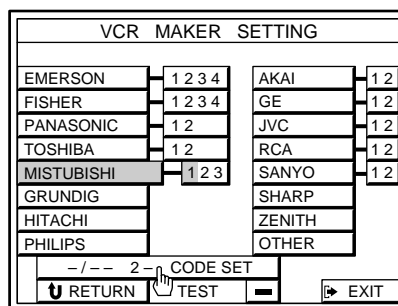 VCR MAKER SETTING
EMERSON 1 2 3 4 AKAI 1 2
FISHER 1 2 3 4 GE 1 2
PANASONIC 1 2 JVC 1 2
TOSHIBA 1 2 RCA 1 2
MISTUBISHI 1 2 3 SANYO 1 2
GRUNDIG SHARP
HITACHI ZENITH
PHILIPS OTHER
–/–– 2– CODE SET
RETURN TEST EXIT